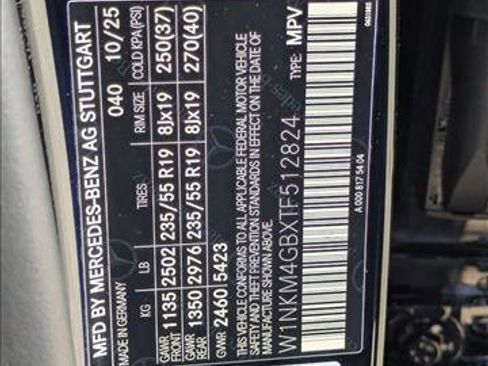 MFD BY MERCEDES-BENZ AG STUTTGART
MADE IN GERMANY 040 10/25
KG LB TIRES RIM SIZE COLD KPA(PSI)
GAWR FRONT 1135 2502 235/55 R19 8Jx19 250(37)
GAWR REAR 1350 2976 235/55 R19 8Jx19 270(40)
GVWR 2460 5423
THIS VEHICLE CONFORMS TO ALL APPLICABLE FEDERAL MOTOR VEHICLE
SAFETY AND THEFT PREVENTION STANDARDS IN EFFECT ON THE DATE OF
MANUFACTURE SHOWN ABOVE.
W1NKM4GBXTF512824 TYPE: MPV
A 000 817 54 04